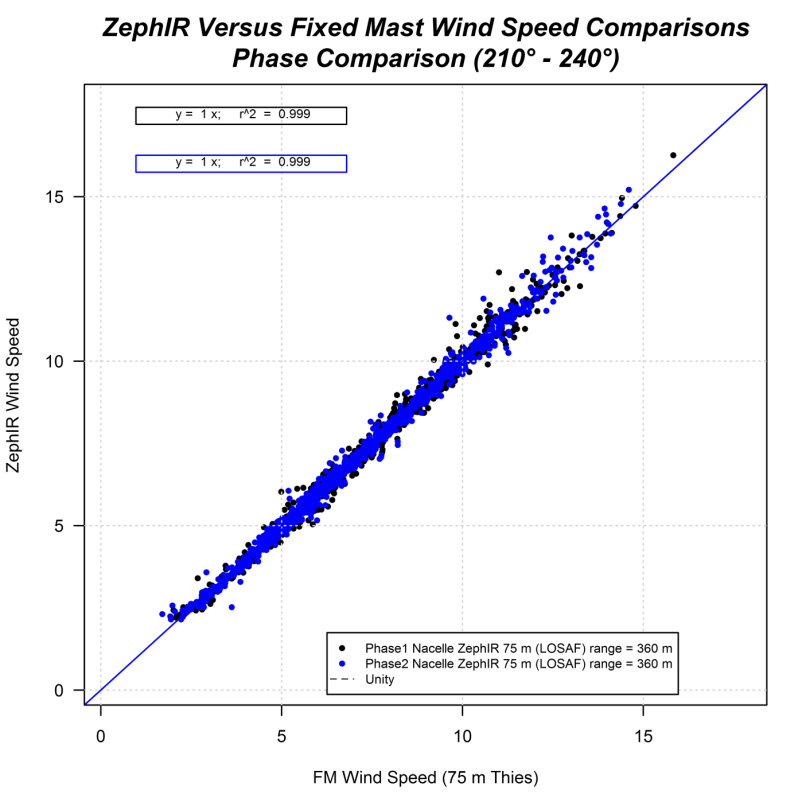 ZephIR Versus Fixed Mast Wind Speed Comparisons
Phase Comparison (210° - 240°)
y = 1 x; r^2 = 0.999
y = 1 x; r^2 = 0.999
15
10
5
0
ZephIR Wind Speed
Phase1 Nacelle ZephIR 75 m (LOSAF) range = 360 m
Phase2 Nacelle ZephIR 75 m (LOSAF) range = 360 m
Unity
0 5 10 15
FM Wind Speed (75 m Thies)